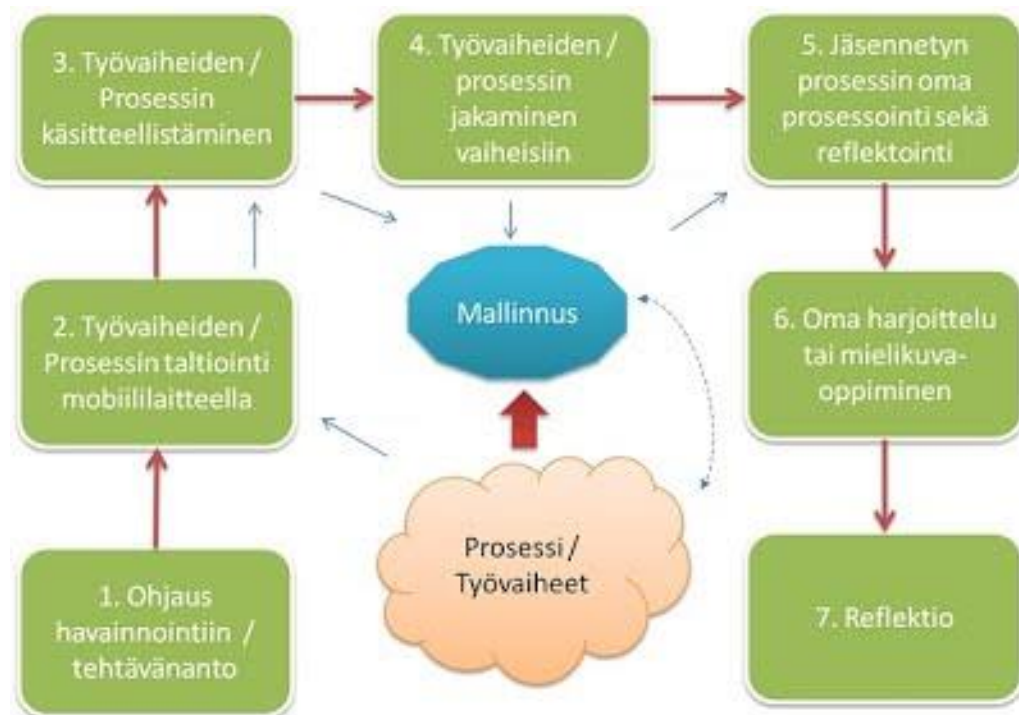 3. Työvaiheiden /
Prosessin
käsitteellistäminen
4. Työvaiheiden /
prosessin
jakaminen
vaiheisiin
5. Jäsennetyn
prosessin oma
prosessointi sekä
reflektointi
2. Työvaiheiden /
Prosessin taltiointi
mobiililaitteella
Mallinnus
6. Oma harjoittelu
tai mielikuva-
oppiminen
1. Ohjaus
havainnointiin /
tehtävänanto
Prosessi /
Työvaiheet
7. Reflektio